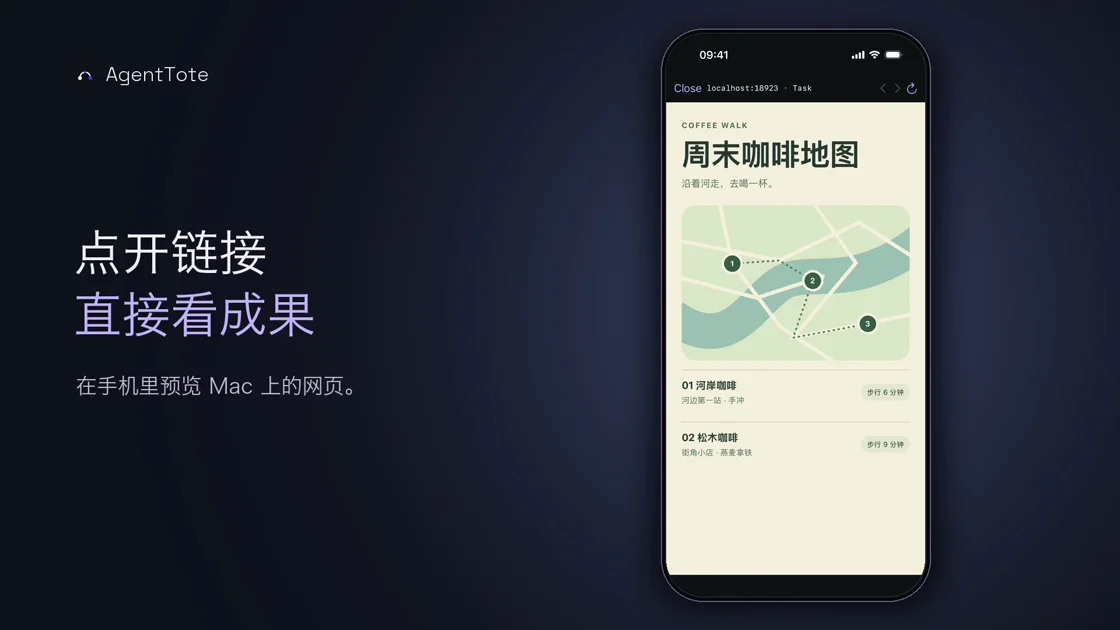 AgentTote
点开链接
直接看成果
在手机里预览 Mac 上的网页。
09:41
Close localhost:18923 · Task
COFFEE WALK
周末咖啡地图
沿着河走，去喝一杯。
1
2
3
01 河岸咖啡
河边第一站 · 手冲
步行 6 分钟
02 松木咖啡
街角小店 · 燕麦拿铁
步行 9 分钟